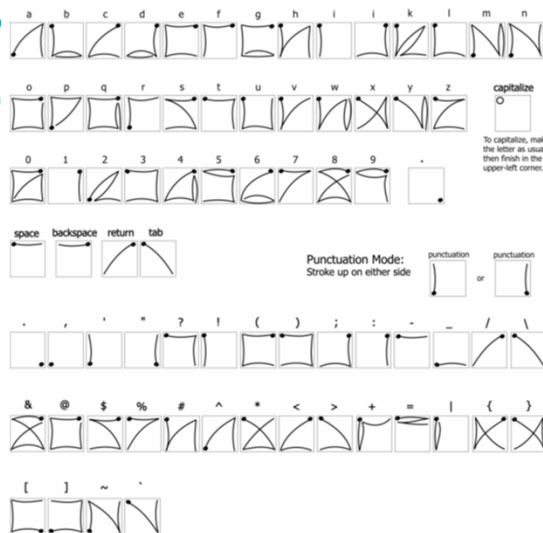 a b c d e f g h i i k l m n
o p q r s t u v w x y z capitalize
To capitalize, mak
the letter as usua
then finish in the
upper-left corner.
0 1 2 3 4 5 6 7 8 9 .
space backspace return tab
Punctuation Mode:
Stroke up on either side
punctuation or punctuation
. , ' " ? ! ( ) ; : - _ / \
& @ $ % # ^ * < > + = | { }
[ ] ~ `